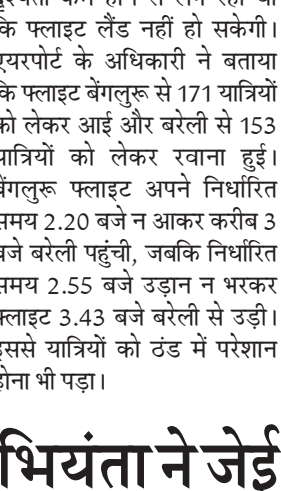 दृश्यता कम होने से लग रहा था
कि फ्लाइट लैंड नहीं हो सकेगी।
एयरपोर्ट के अधिकारी ने बताया
कि फ्लाइट बेंगलुरू से 171 यात्रियों
को लेकर आई और बरेली से 153
यात्रियों को लेकर रवाना हुई।
बेंगलुरू फ्लाइट अपने निर्धारित
समय 2.20 बजे न आकर करीब 3
बजे बरेली पहुंची, जबकि निर्धारित
समय 2.55 बजे उड़ान न भरकर
फ्लाइट 3.43 बजे बरेली से उड़ी।
इससे यात्रियों को ठंड में परेशान
होना भी पड़ा।
भियंता ने जेई